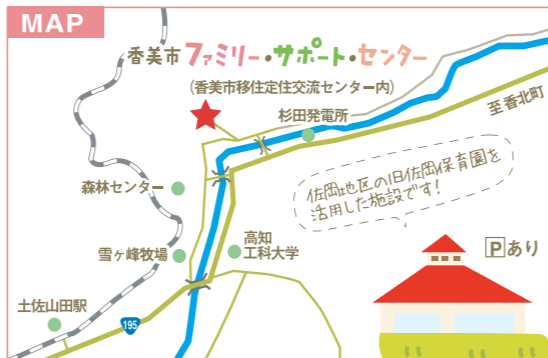 MAP
香美市 ファミリー・サポート・センター
(香美市移住定住交流センター内)
杉田発電所
至香北町
佐岡地区の旧佐岡保育園を
活用した施設です!
森林センター
高知
工科大学
雪ヶ峰牧場
Pあり
土佐山田駅
195